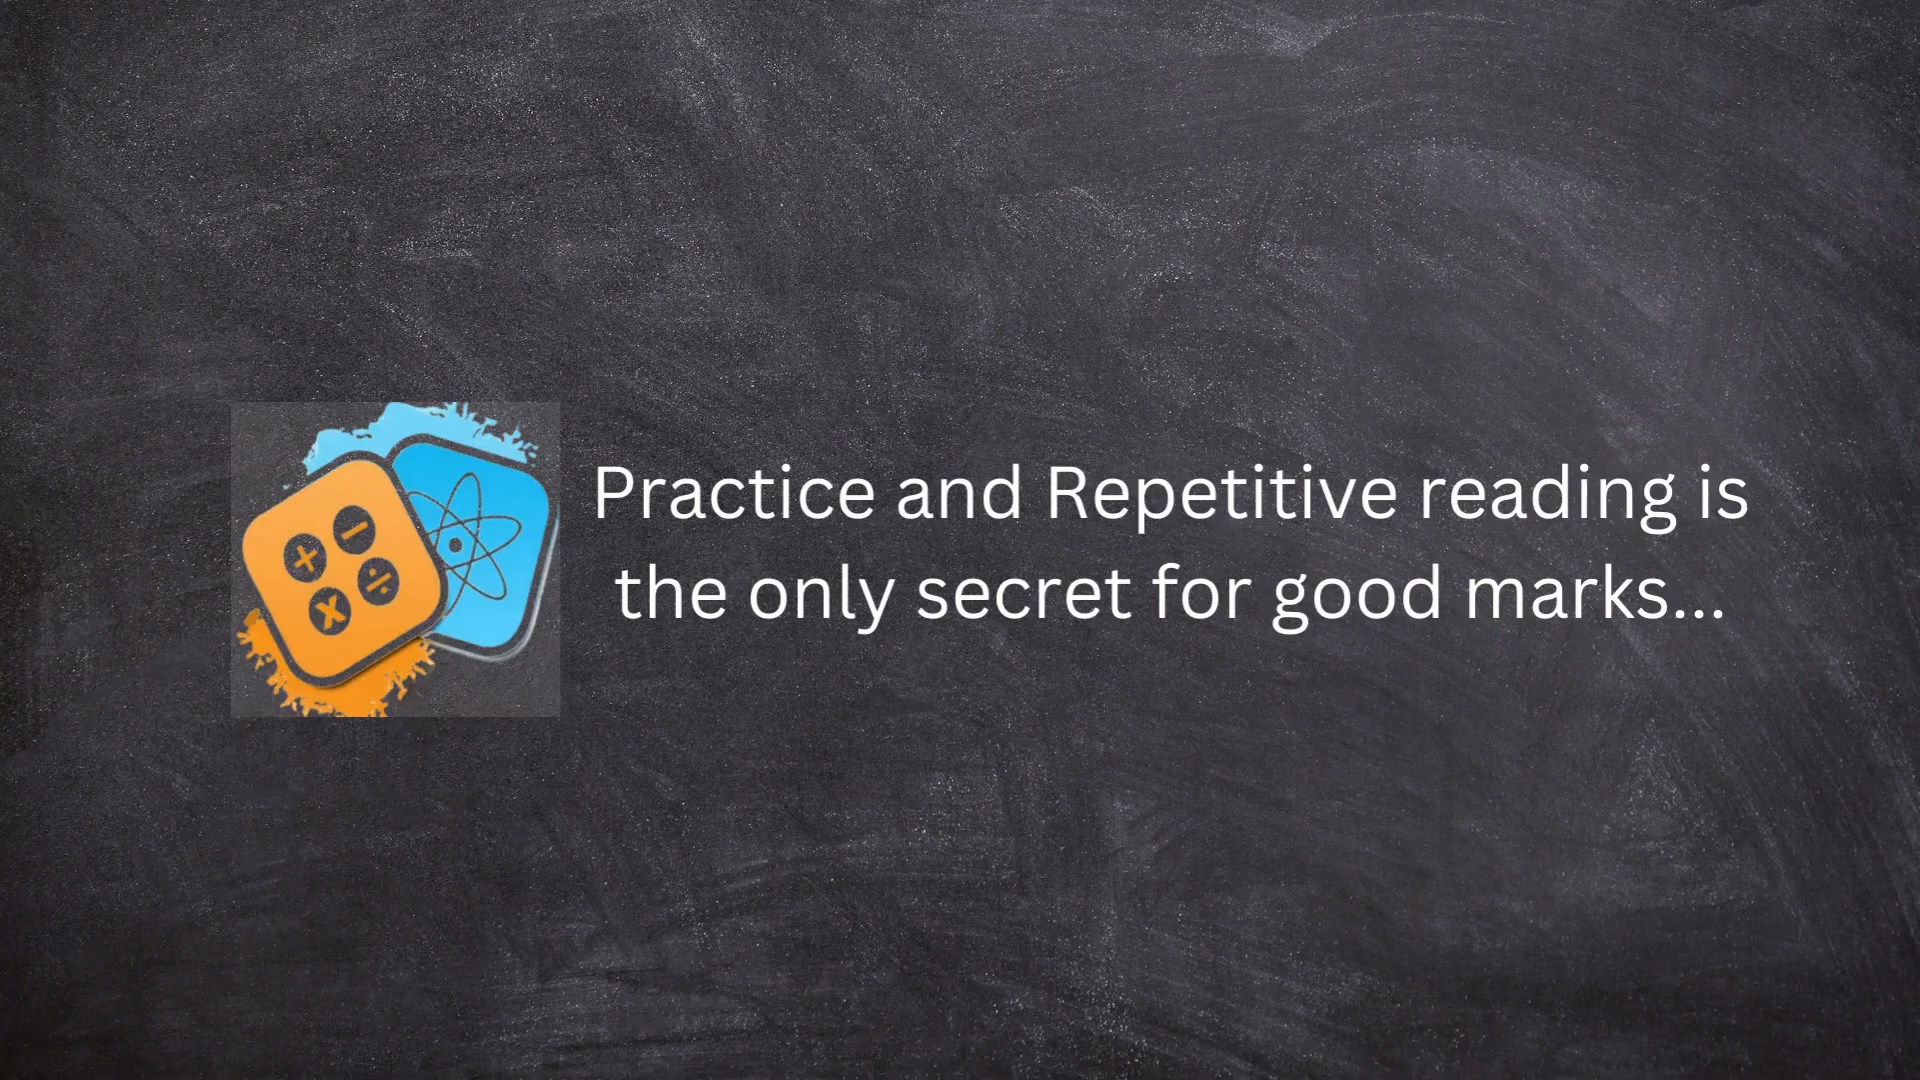 Practice and Repetitive reading is
the only secret for good marks...